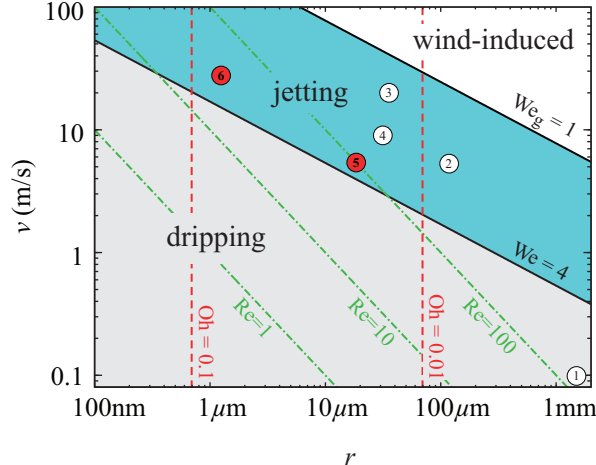 100
wind-induced
6
3
jetting
We_g = 1
10
4
5
2
v (m/s)
dripping
1
We = 4
Re=1
Oh = 0.1
Re=10
Oh = 0.01
Re=100
0.1
1
100nm
1μm
10μm
100μm
1mm
r